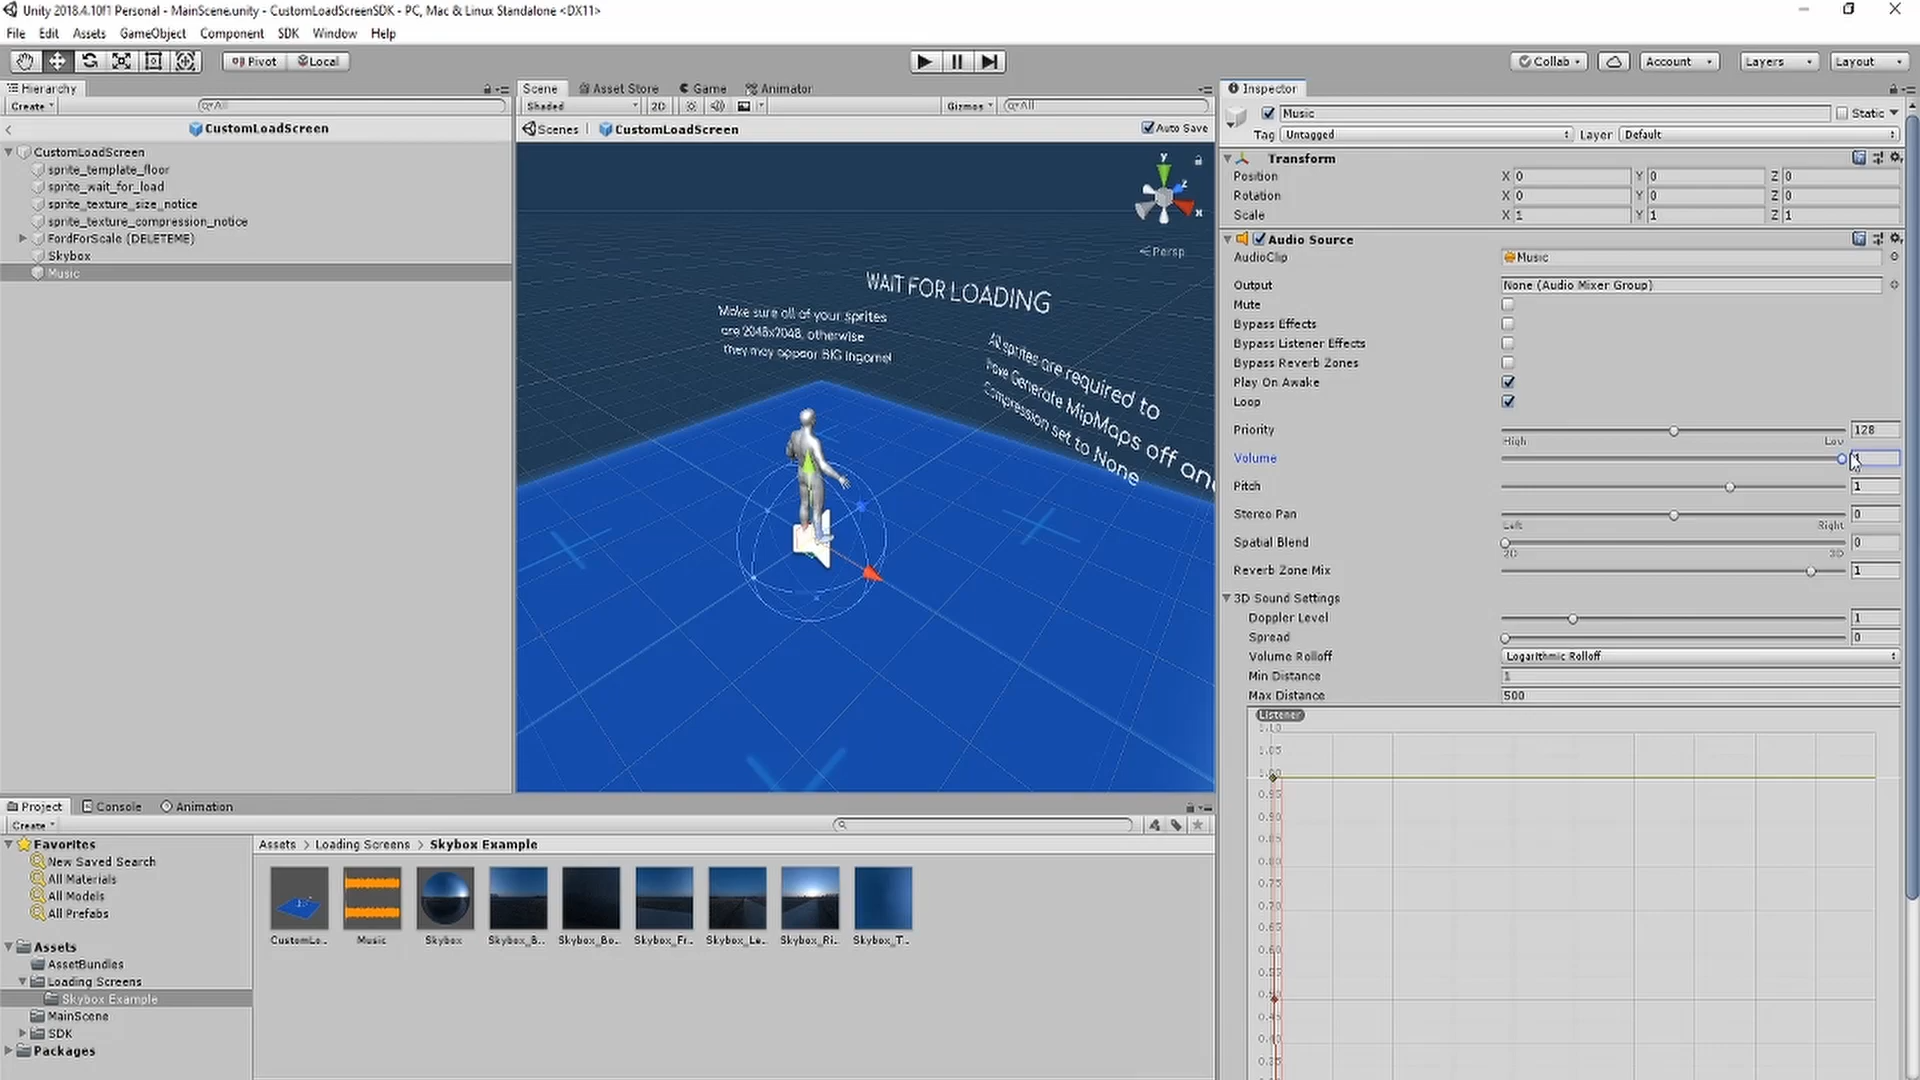 Unity 2018.4.10f1 Personal - MainScene.unity - CustomLoadScreenSDK - PC, Mac & Linux Standalone <DX11>
File Edit Assets GameObject Component SDK Window Help
Pivot Local Collab Account Layers Layout
Hierarchy
Create All
CustomLoadScreen
CustomLoadScreen
sprite_template_floor
sprite_wait_for_load
sprite_texture_size_notice
sprite_texture_compression_notice
FordForScale (DELETEME)
Skybox
Music
Scene Asset Store Game Animator
Shaded 2D Gizmos All
Scenes CustomLoadScreen Auto Save
y
z
x
Persp
WAIT FOR LOADING
Make sure all of your sprites
are 2048x2048, otherwise
they may appear BIG ingame!
All sprites are required to
have Generate MipMaps off and
Compression set to None
Inspector
Music Static
Tag Untagged Layer Default
Transform
Position X 0 Y 0 Z 0
Rotation X 0 Y 0 Z 0
Scale X 1 Y 1 Z 1
Audio Source
AudioClip Music
Output None (Audio Mixer Group)
Mute
Bypass Effects
Bypass Listener Effects
Bypass Reverb Zones
Play On Awake
Loop
Priority 128
High Low
Volume
Pitch 1
Stereo Pan 0
Left Right
Spatial Blend 0
2D 3D
Reverb Zone Mix 1
3D Sound Settings
Doppler Level 1
Spread 0
Volume Rolloff Logarithmic Rolloff
Min Distance 1
Max Distance 500
Listener
1.10
1.05
1.00
0.95
0.90
0.85
0.80
0.75
0.70
0.65
0.60
0.55
0.50
0.45
0.40
0.35
Project Console Animation
Create
Favorites
New Saved Search
All Materials
All Models
All Prefabs
Assets
AssetBundles
Loading Screens
Skybox Example
MainScene
SDK
Packages
Assets > Loading Screens > Skybox Example
CustomLo... Music Skybox Skybox_B... Skybox_Bo... Skybox_Fr... Skybox_Le... Skybox_Ri... Skybox_T...